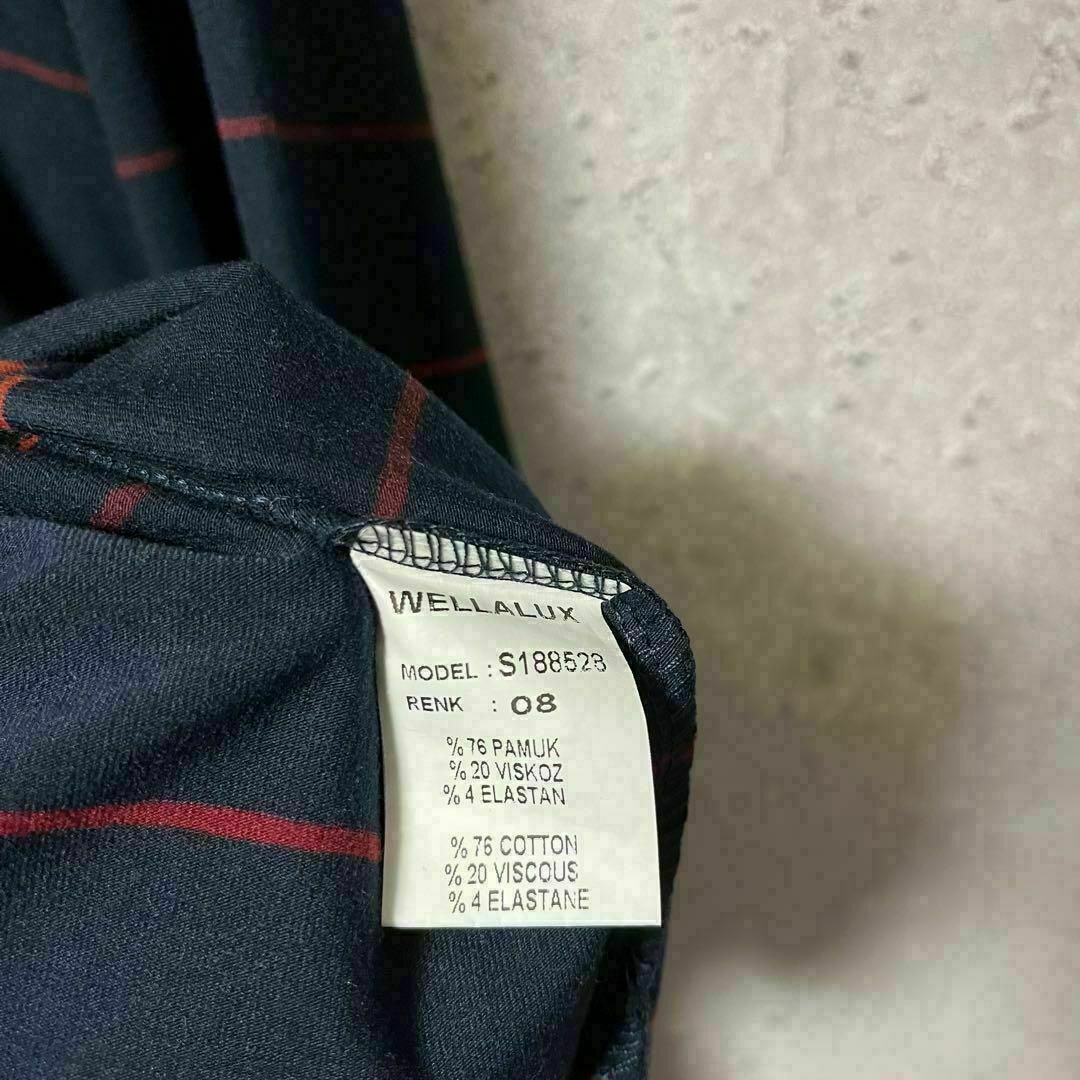 WELLALUX
MODEL : S188528
RENK : 08
% 76 PAMUK
% 20 VISKOZ
% 4 ELASTAN
% 76 COTTON
% 20 VISCOUS
% 4 ELASTANE